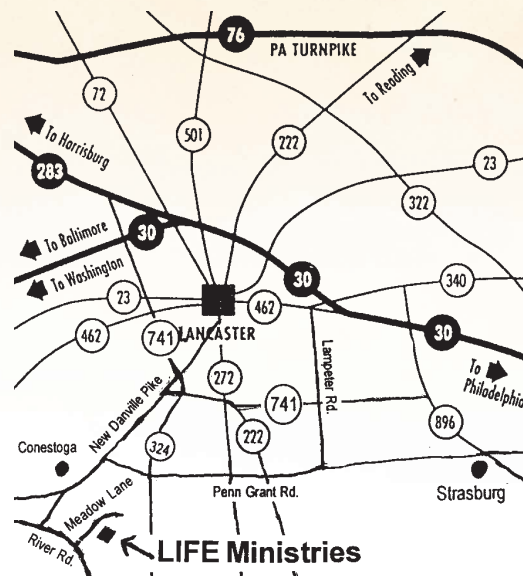 76
PA TURNPIKE
72
To Reading
501
222
To Harrisburg
23
283
322
To Baltimore
30
To Washington
30
340
23
462
462
741
LANCASTER
30
Lampeter Rd.
To
Philadelphia
272
New Danville Pike
741
896
222
324
Conestoga
Strasburg
Penn Grant Rd.
Meadow Lane
River Rd.
LIFE Ministries